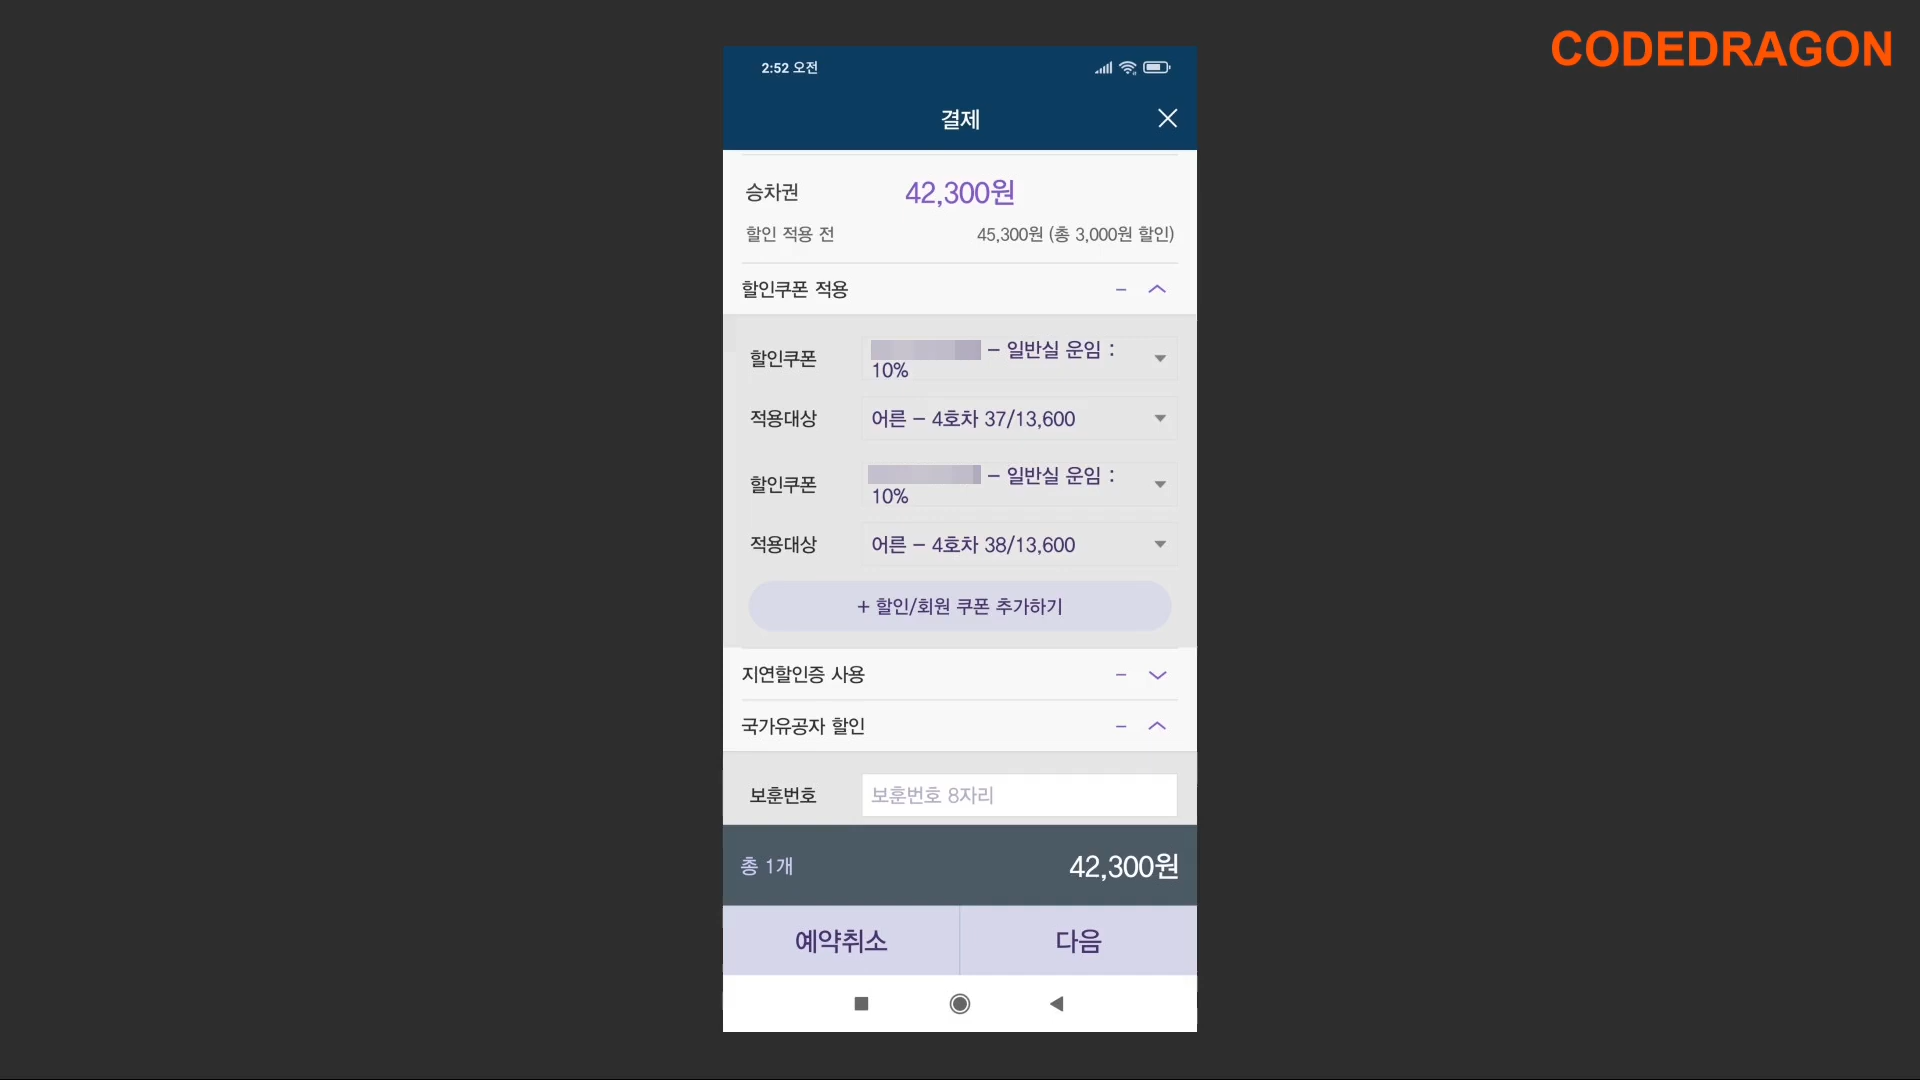 CODEDRAGON
2:52 오전
결제
승차권 42,300원
할인 적용 전 45,300원 (총 3,000원 할인)
할인쿠폰 적용 –
할인쿠폰 – 일반실 운임 :
10%
적용대상 어른 – 4호차 37/13,600
할인쿠폰 – 일반실 운임 :
10%
적용대상 어른 – 4호차 38/13,600
+ 할인/회원 쿠폰 추가하기
지연할인증 사용 –
국가유공자 할인 –
보훈번호 보훈번호 8자리
총 1개 42,300원
예약취소 다음